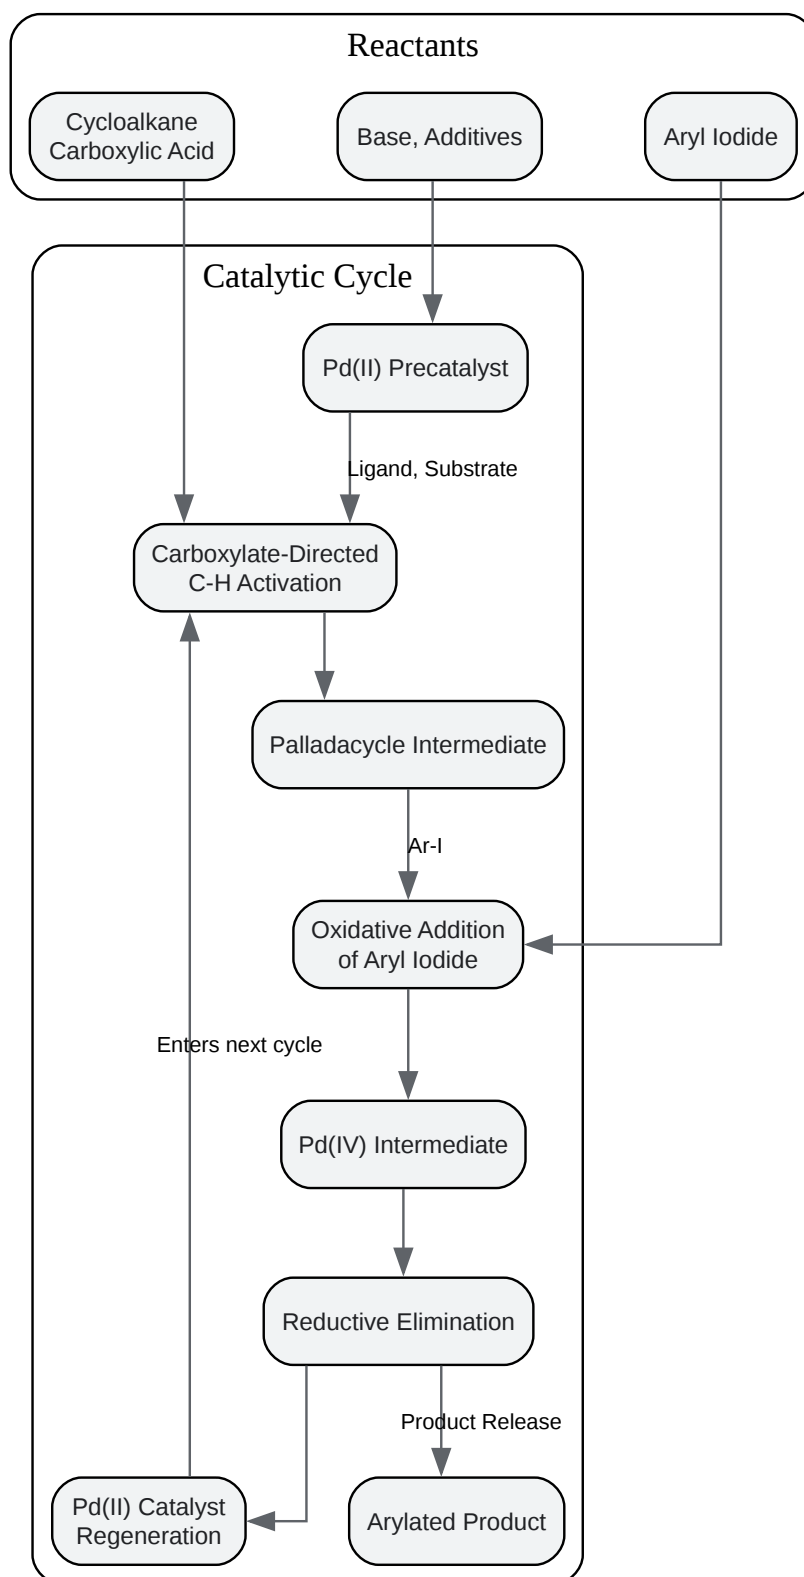 Reactants
Cycloalkane
Carboxylic Acid
Base, Additives
Aryl Iodide
Catalytic Cycle
Pd(II) Precatalyst
Ligand, Substrate
Carboxylate-Directed
C-H Activation
Palladacycle Intermediate
Ar-I
Oxidative Addition
of Aryl Iodide
Enters next cycle
Pd(IV) Intermediate
Reductive Elimination
Product Release
Pd(II) Catalyst
Regeneration
Arylated Product